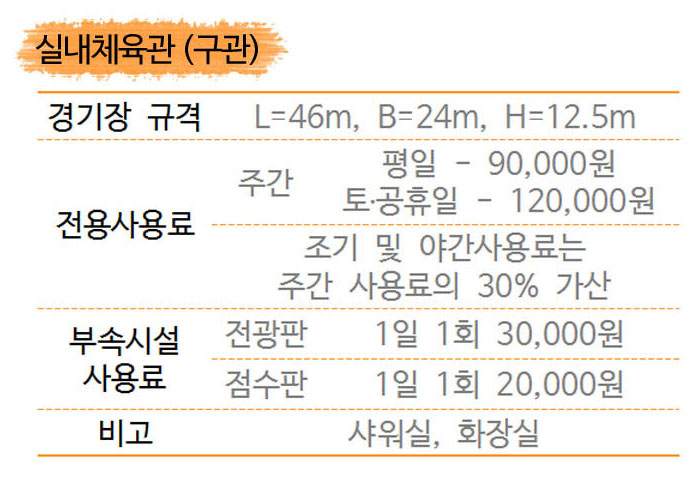 실내체육관 (구관)
경기장 규격 L=46m, B=24m, H=12.5m
전용사용료
주간
평일 - 90,000원
토·공휴일 - 120,000원
조기 및 야간사용료는
주간 사용료의 30% 가산
부속시설
사용료
전광판 1일 1회 30,000원
점수판 1일 1회 20,000원
비고 샤워실, 화장실